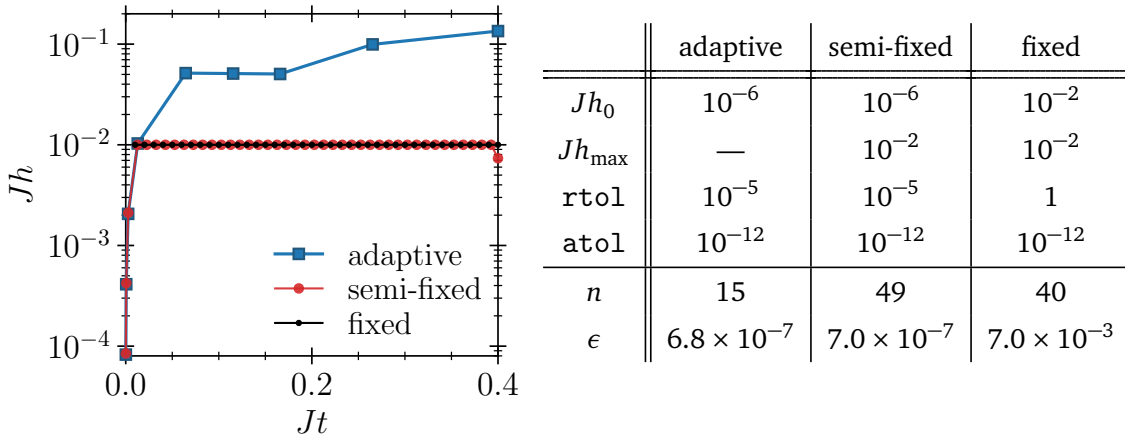 10⁻¹
10⁻²
10⁻³
10⁻⁴
Jh
0.0
0.2
0.4
Jt
adaptive
semi-fixed
fixed
adaptive semi-fixed fixed
Jh₀ 10⁻⁶ 10⁻⁶ 10⁻²
Jhₘₐₓ — 10⁻² 10⁻²
rtol 10⁻⁵ 10⁻⁵ 1
atol 10⁻¹² 10⁻¹² 10⁻¹²
n 15 49 40
ϵ 6.8 × 10⁻⁷ 7.0 × 10⁻⁷ 7.0 × 10⁻³